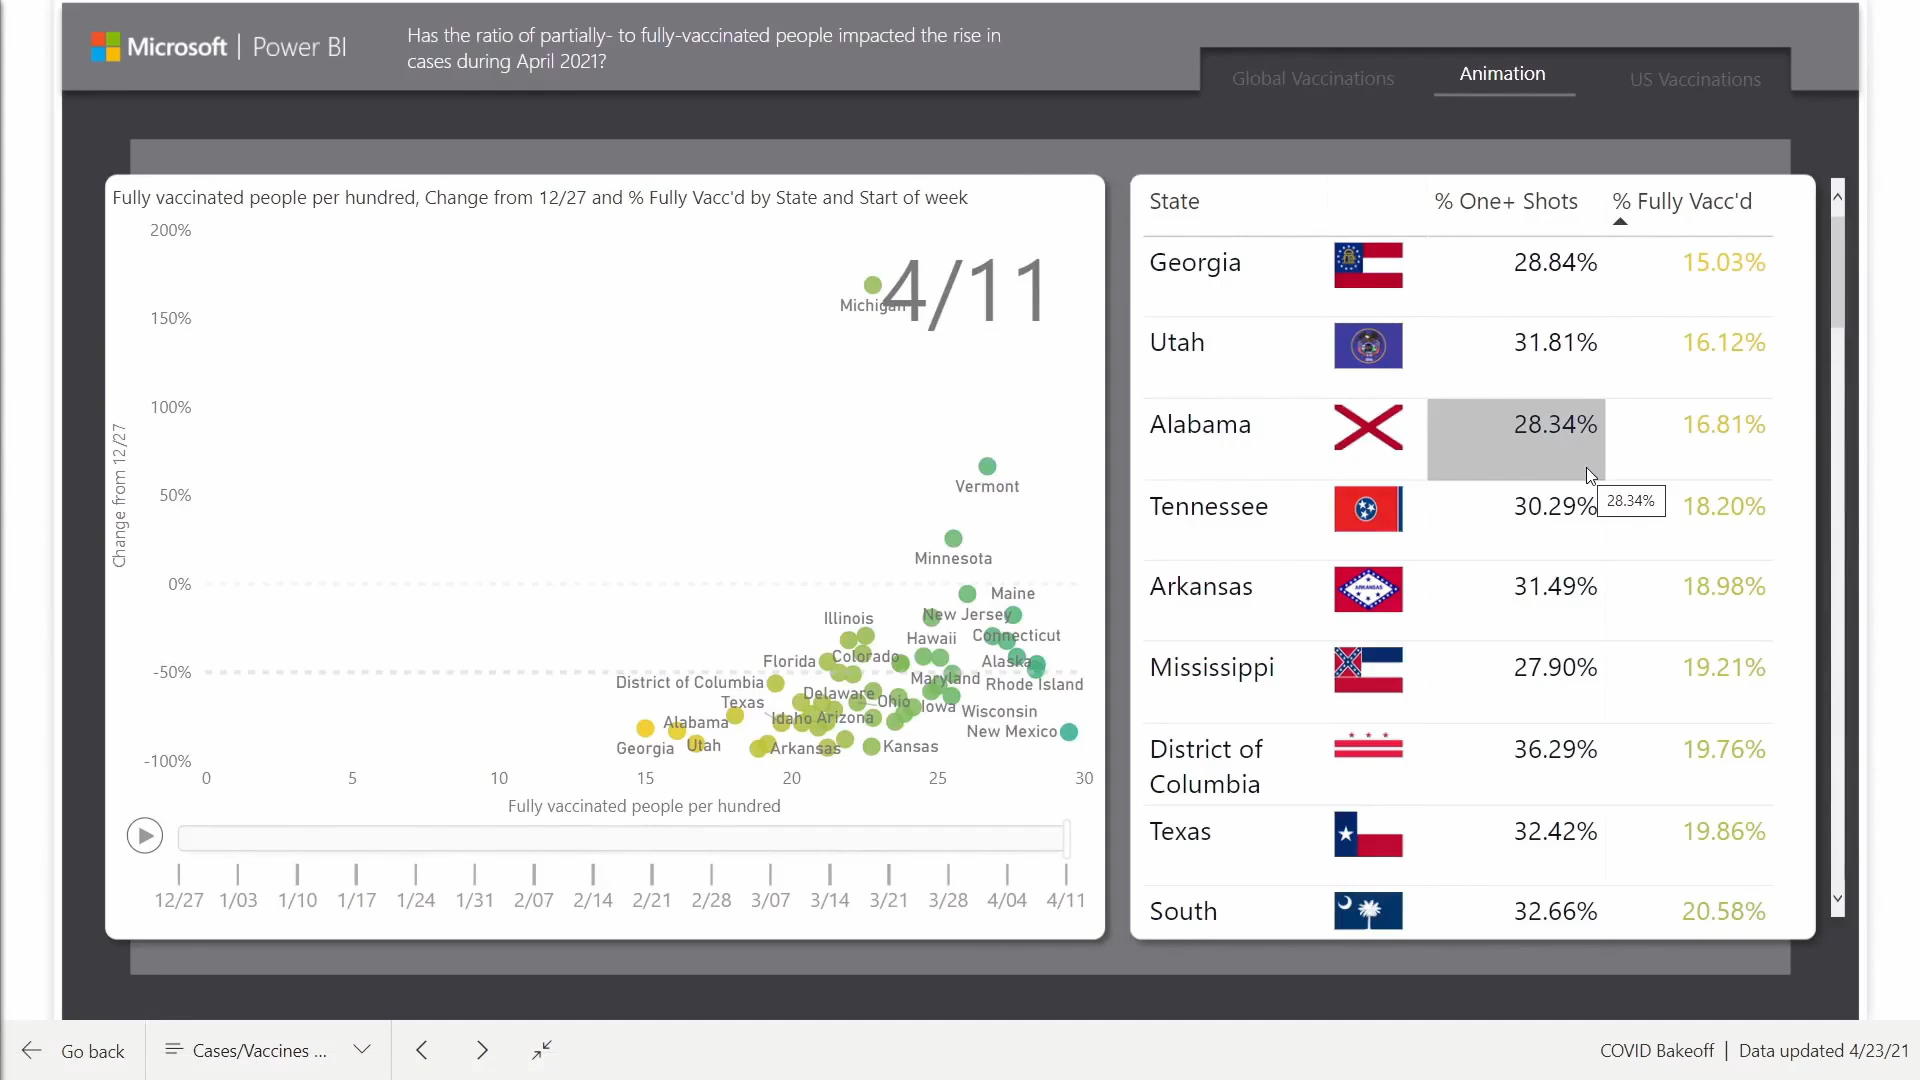 Microsoft | Power BI
Has the ratio of partially- to fully-vaccinated people impacted the rise in
cases during April 2021?
Global Vaccinations
Animation
US Vaccinations
Fully vaccinated people per hundred, Change from 12/27 and % Fully Vacc'd by State and Start of week
4/11
200%
150%
100%
50%
0%
-50%
-100%
Change from 12/27
Michigan
Vermont
Minnesota
Maine
New Jersey
Illinois
Hawaii
Connecticut
Florida
Colorado
Alaska
District of Columbia
Maryland
Rhode Island
Delaware
Texas
Ohio
Iowa
Wisconsin
Alabama
Idaho
Arizona
New Mexico
Georgia
Utah
Arkansas
Kansas
0 5 10 15 20 25 30
Fully vaccinated people per hundred
12/27 1/03 1/10 1/17 1/24 1/31 2/07 2/14 2/21 2/28 3/07 3/14 3/21 3/28 4/04 4/11
State % One+ Shots % Fully Vacc'd
Georgia 28.84% 15.03%
Utah 31.81% 16.12%
Alabama 28.34% 16.81%
28.34%
Tennessee 30.29% 18.20%
ARKANSAS
Arkansas 31.49% 18.98%
Mississippi 27.90% 19.21%
District of 36.29% 19.76%
Columbia
Texas 32.42% 19.86%
South 32.66% 20.58%
Go back
Cases/Vaccines ...
COVID Bakeoff | Data updated 4/23/21